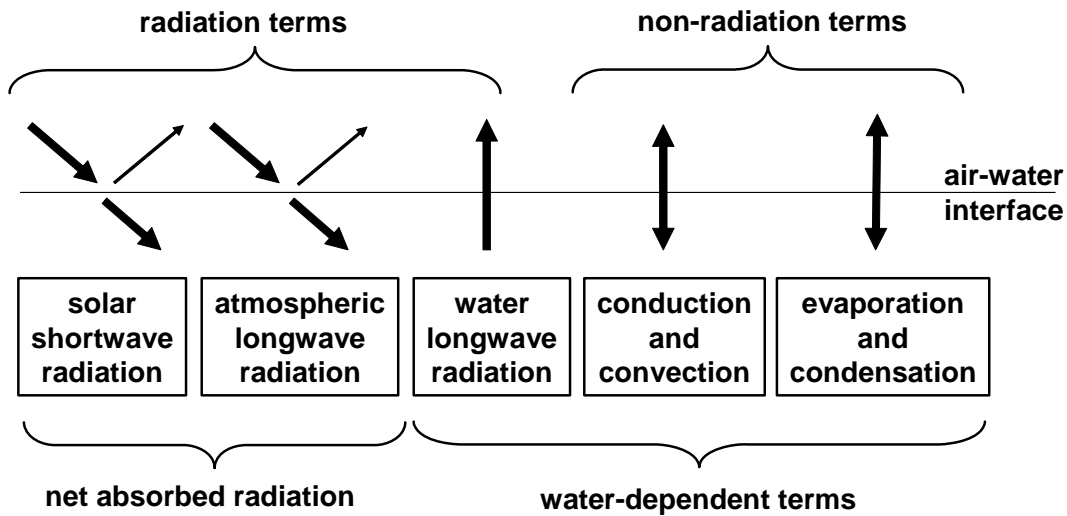 radiation terms
non-radiation terms
air-water
interface
solar
shortwave
radiation
atmospheric
longwave
radiation
water
longwave
radiation
conduction
and
convection
evaporation
and
condensation
net absorbed radiation
water-dependent terms